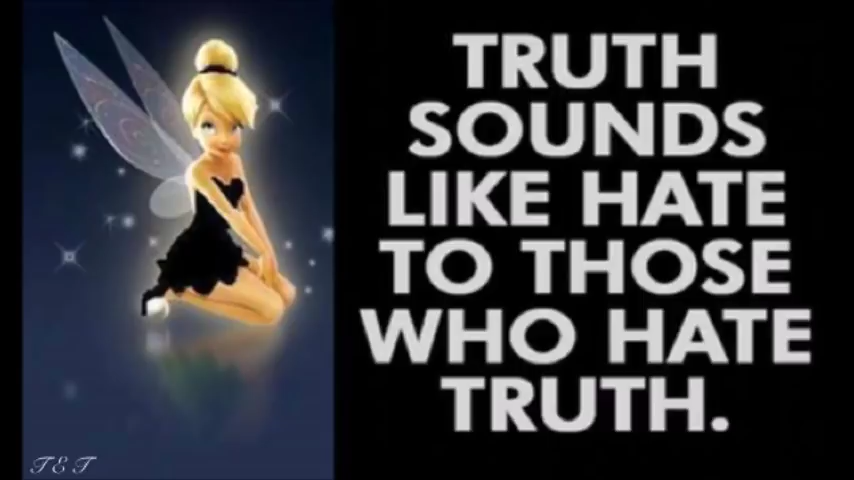 TRUTH
SOUNDS
LIKE HATE
TO THOSE
WHO HATE
TRUTH.
T&T